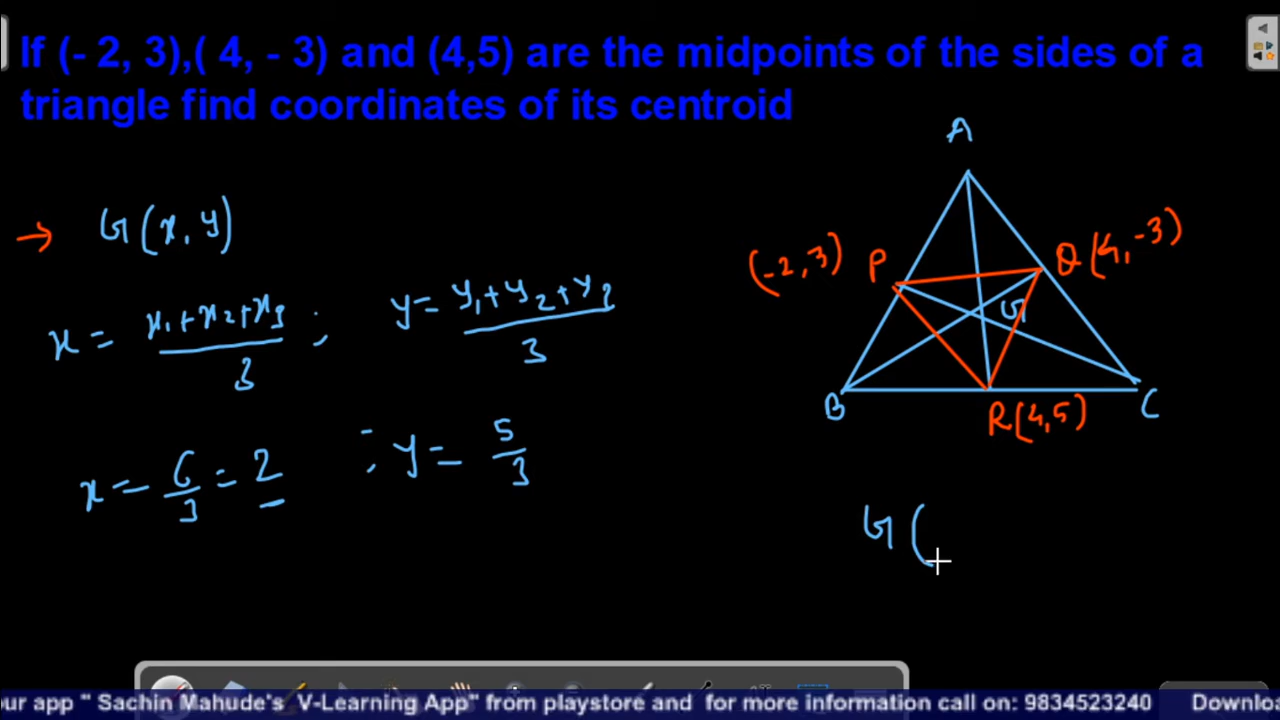 If (- 2, 3),( 4, - 3) and (4,5) are the midpoints of the sides of a
triangle find coordinates of its centroid
A
→ G(x, y)
(-2,3) P
Q(4,-3)
x = x₁+x₂+x₃/3 ; y = y₁+y₂+y₃/3
G
B
R(4,5)
C
x = 6/3 = 2 ; y = 5/3
G (
our app " Sachin Mahude's V-Learning App" from playstore and for more information call on: 9834523240 Downloa